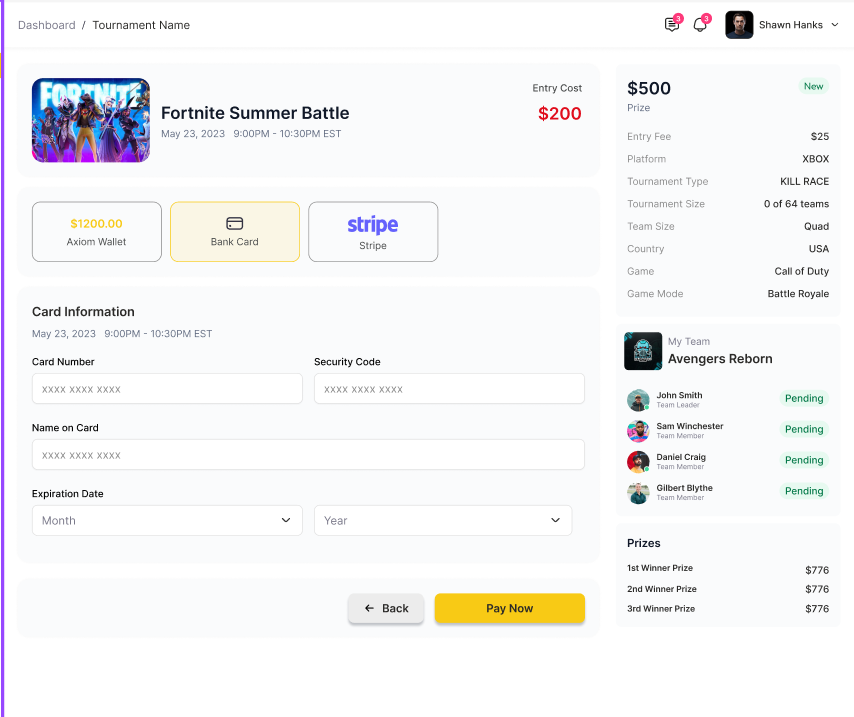 Dashboard / Tournament Name
3
3
Shawn Hanks
FORTNITE
Fortnite Summer Battle
May 23, 2023 9:00PM - 10:30PM EST
Entry Cost
$200
$1200.00
Axiom Wallet
Bank Card
stripe
Stripe
Card Information
May 23, 2023 9:00PM - 10:30PM EST
Card Number
Security Code
xxxx xxxx xxxx
xxxx xxxx xxxx
Name on Card
xxxx xxxx xxxx
Expiration Date
Month
Year
Back
Pay Now
$500
New
Prize
Entry Fee $25
Platform XBOX
Tournament Type KILL RACE
Tournament Size 0 of 64 teams
Team Size Quad
Country USA
Game Call of Duty
Game Mode Battle Royale
My Team
Avengers Reborn
John Smith
Team Leader
Pending
Sam Winchester
Team Member
Pending
Daniel Craig
Team Member
Pending
Gilbert Blythe
Team Member
Pending
Prizes
1st Winner Prize $776
2nd Winner Prize $776
3rd Winner Prize $776